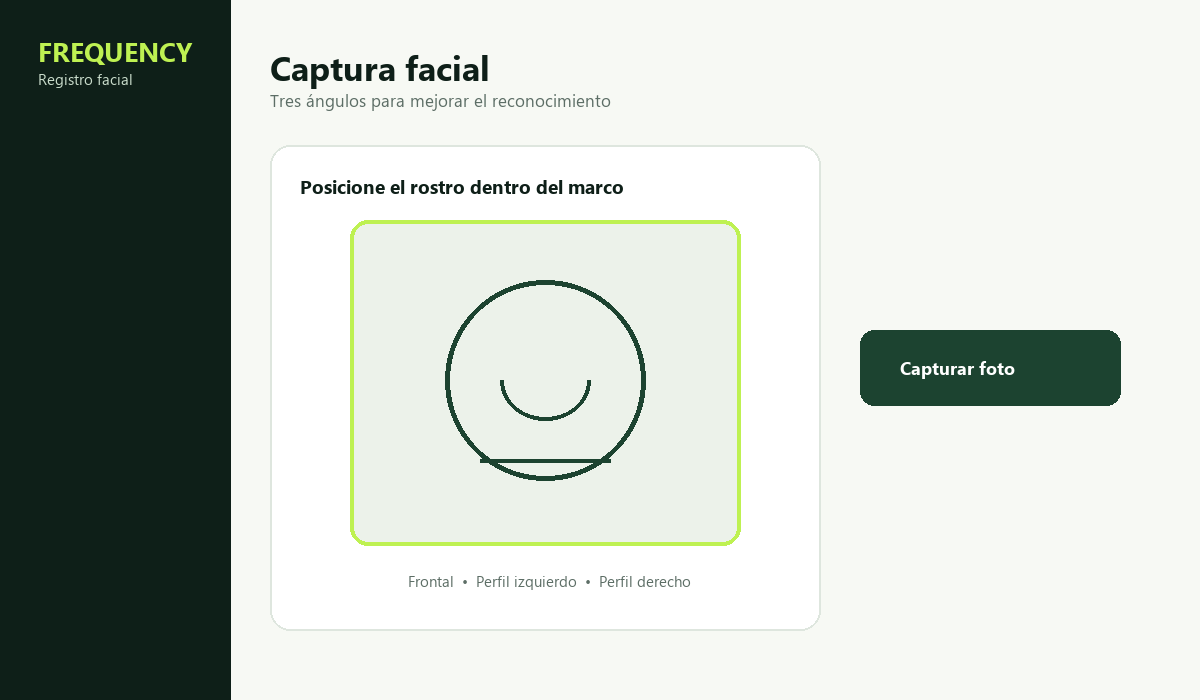 FREQUENCY
Registro facial
Captura facial
Tres ángulos para mejorar el reconocimiento
Posicione el rostro dentro del marco
Capturar foto
Frontal • Perfil izquierdo • Perfil derecho